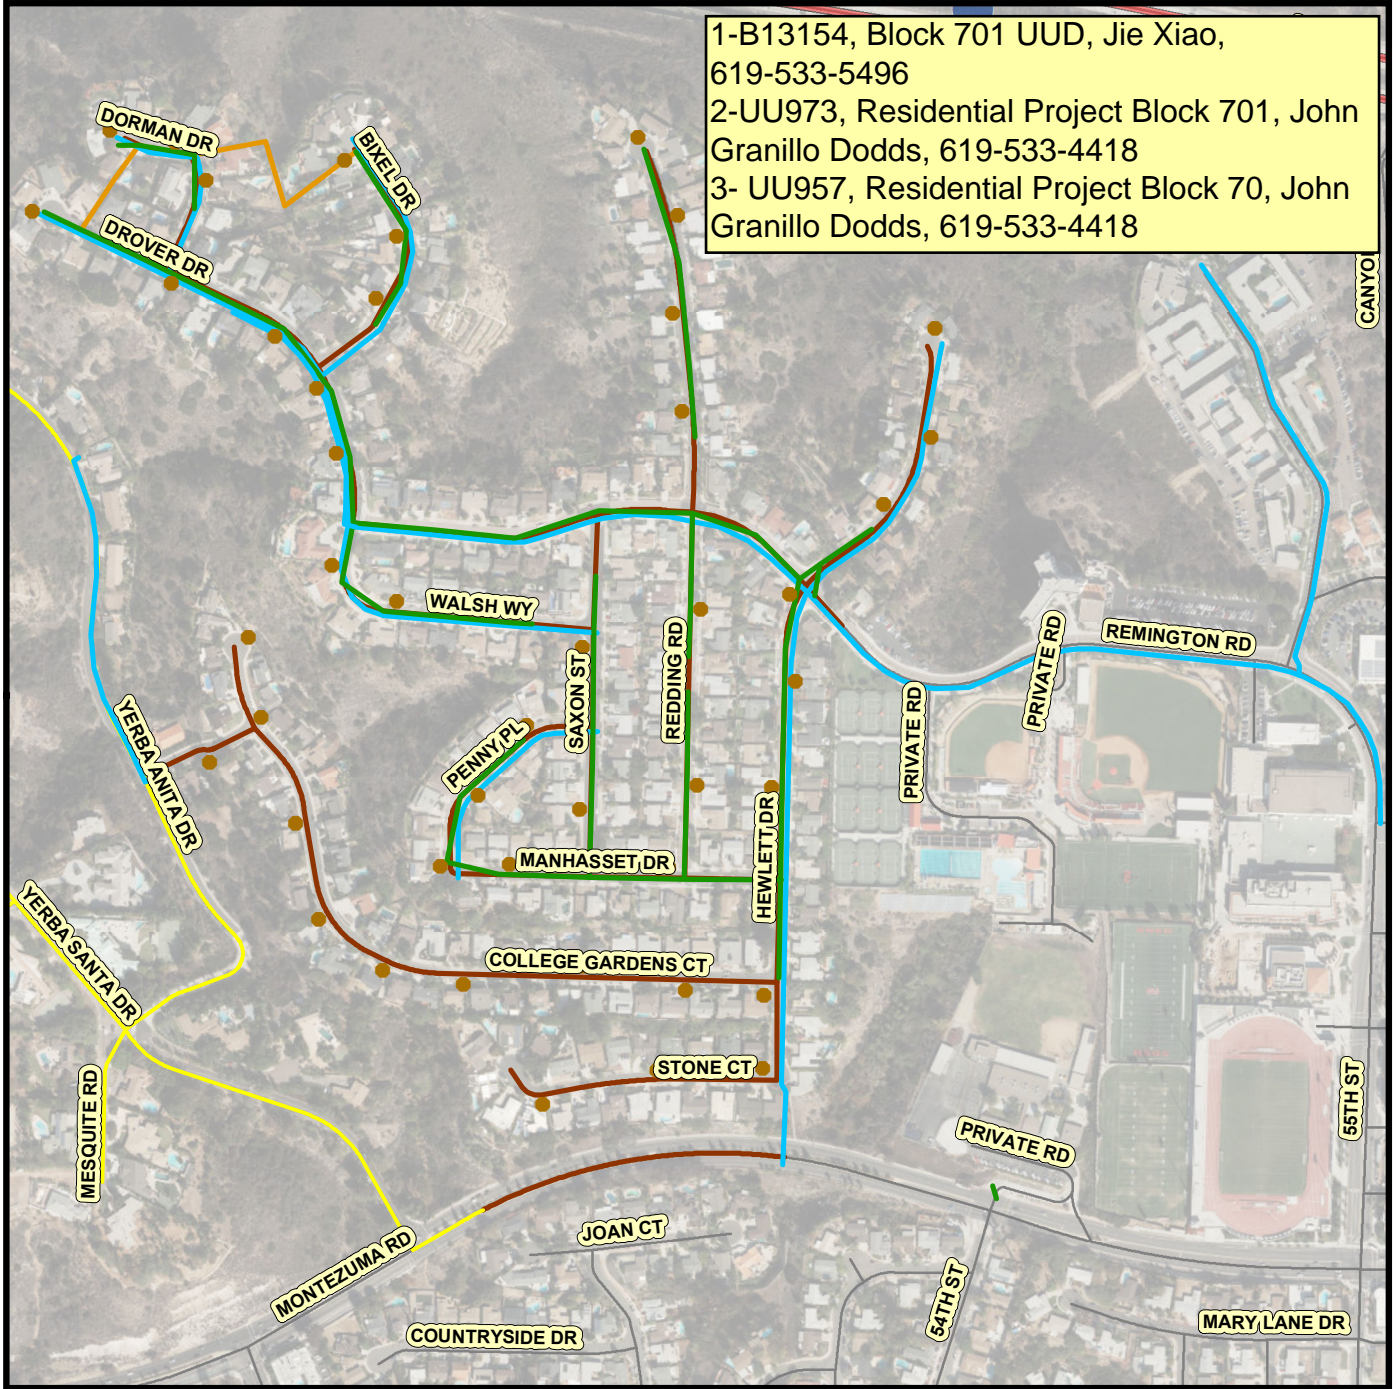 1-B13154, Block 701 UUD, Jie Xiao,
619-533-5496
2-UU973, Residential Project Block 701, John
Granillo Dodds, 619-533-4418
3- UU957, Residential Project Block 70, John
Granillo Dodds, 619-533-4418
DORMAN DR
BIXEL DR
DROVER DR
CANYO
WALSH WY
SAXON ST
REDDING RD
PRIVATE RD
REMINGTON RD
PRIVATE RD
YERBA ANITA DR
PENNY PL
HEWLETT DR
MANHASSET DR
YERBA SANTA DR
COLLEGE GARDENS CT
STONE CT
MESQUITE RD
55TH ST
PRIVATE RD
JOAN CT
MONTEZUMA RD
54TH ST
COUNTRYSIDE DR
MARY LANE DR